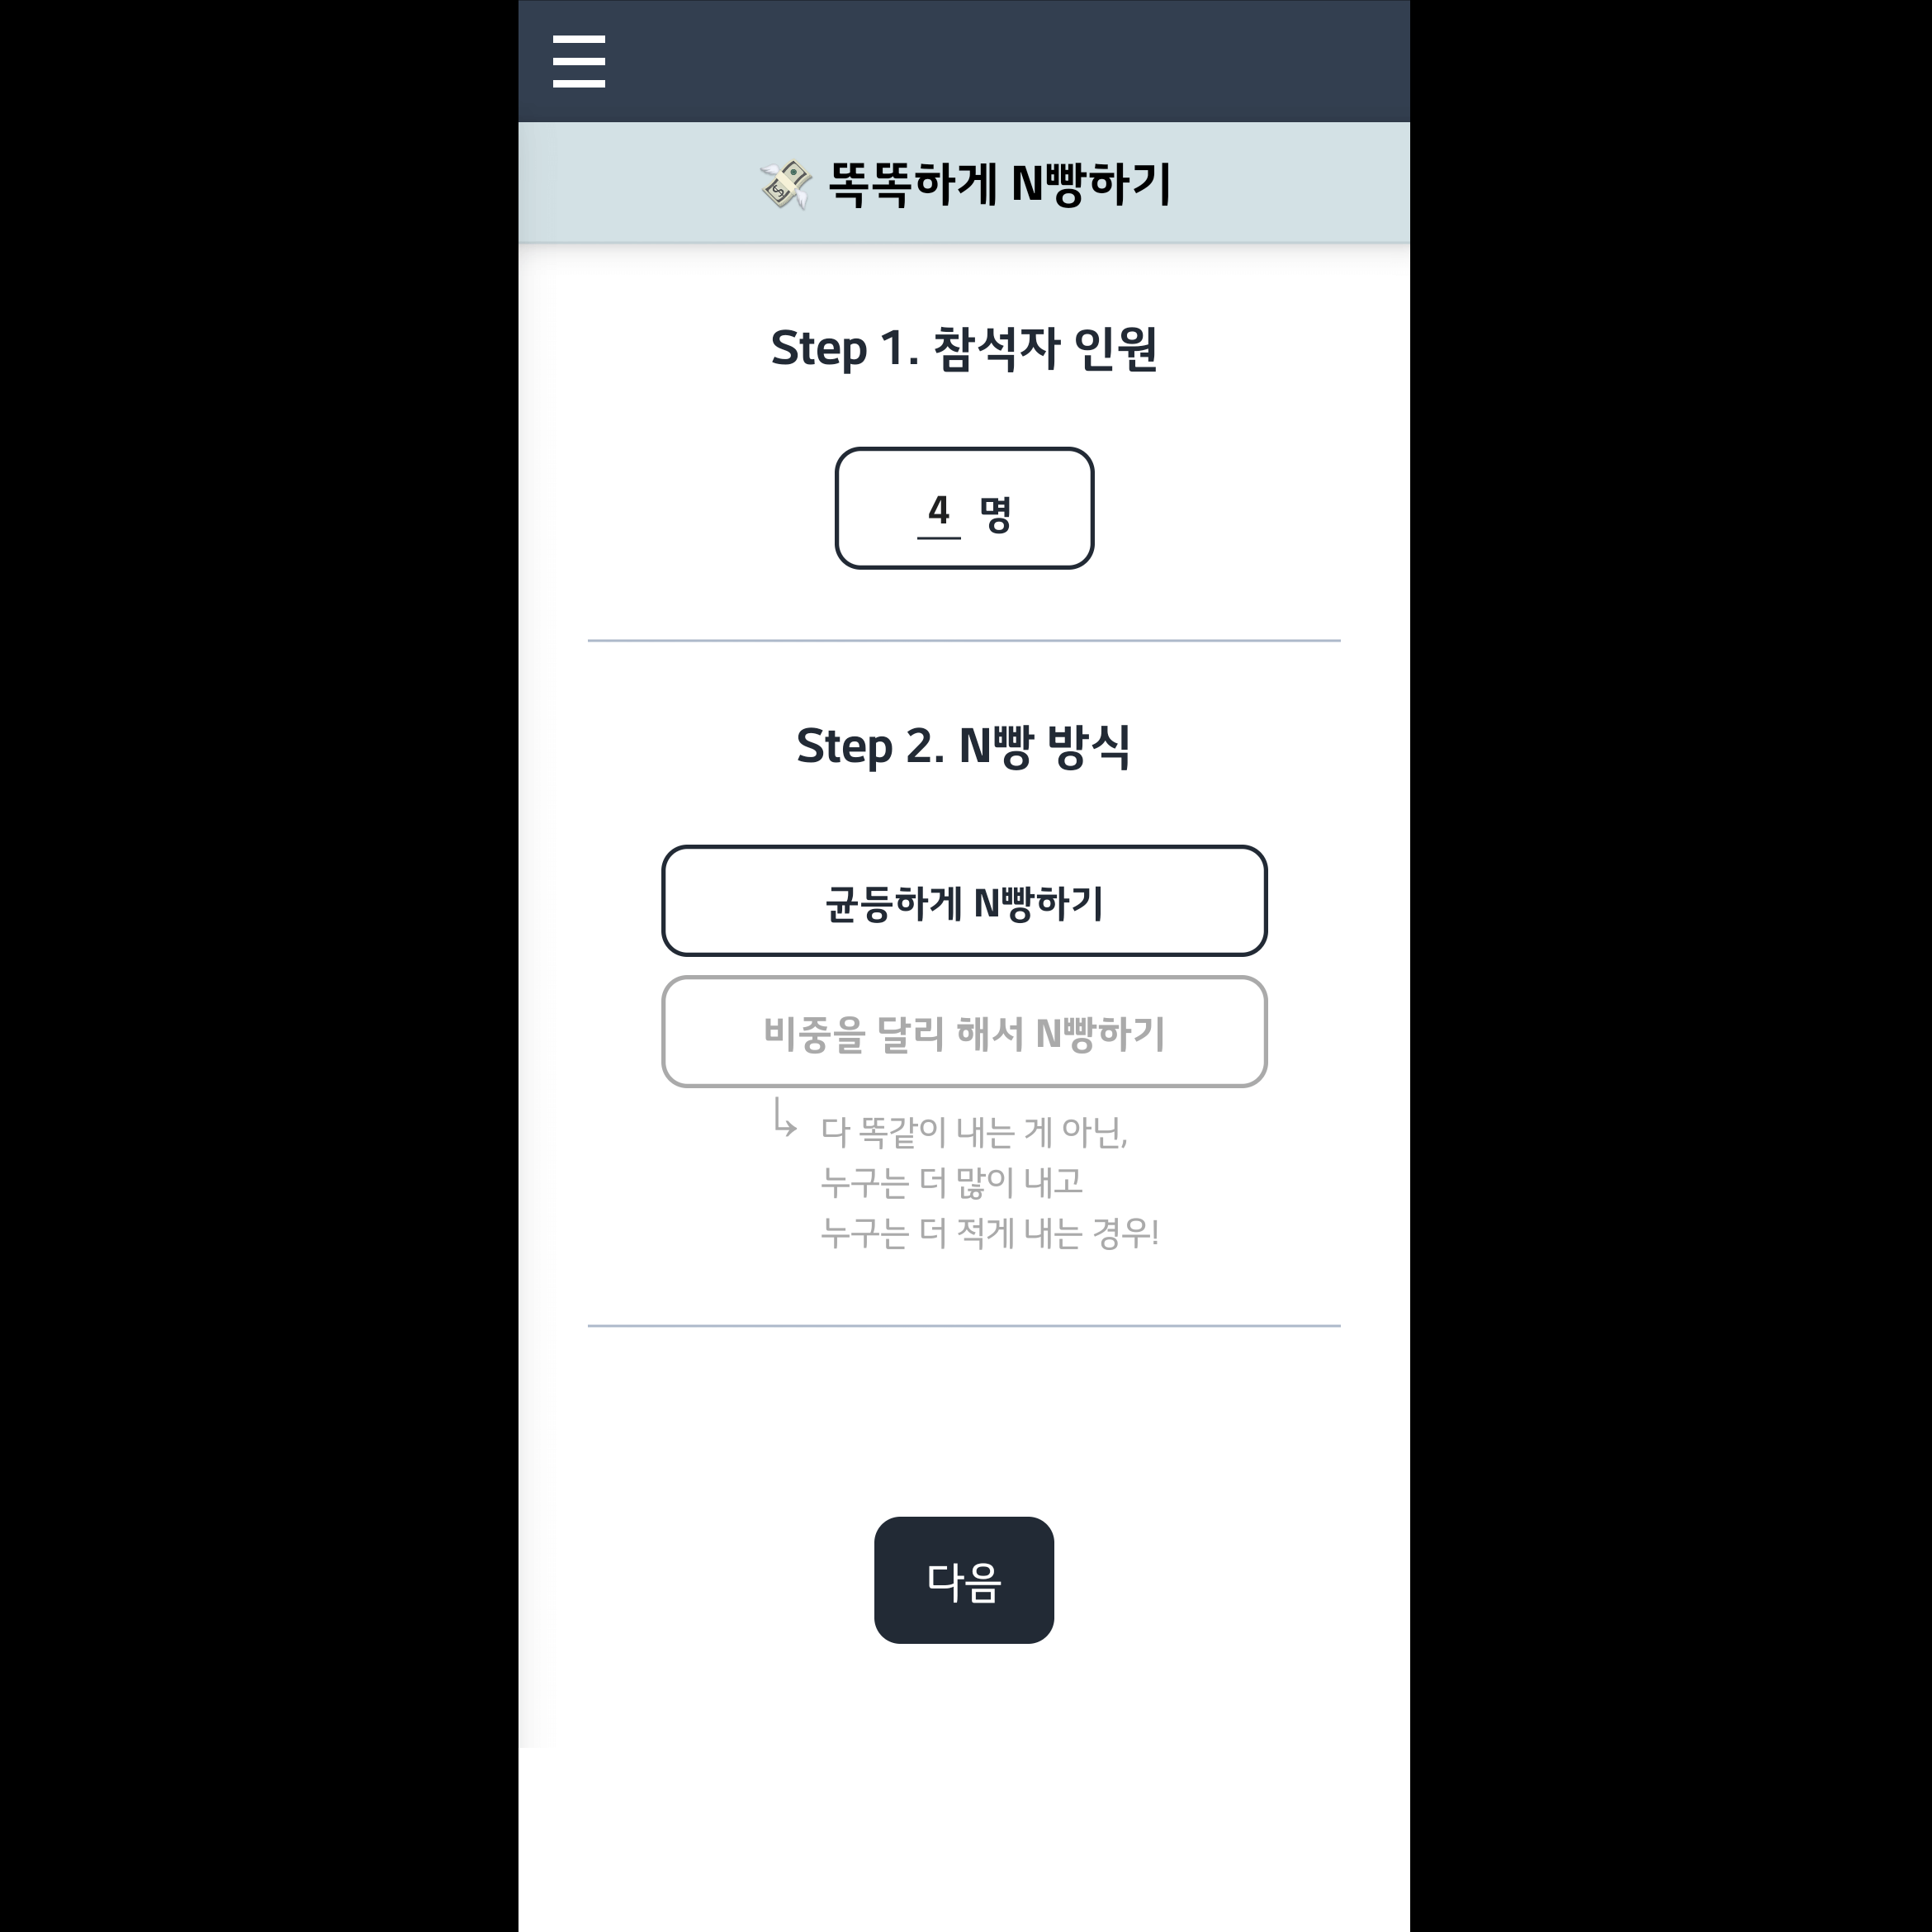 💸 똑똑하게 N빵하기
Step 1. 참석자 인원
4 명
Step 2. N빵 방식
균등하게 N빵하기
비중을 달리 해서 N빵하기
↳ 다 똑같이 내는 게 아닌,
누구는 더 많이 내고
누구는 더 적게 내는 경우!
다음